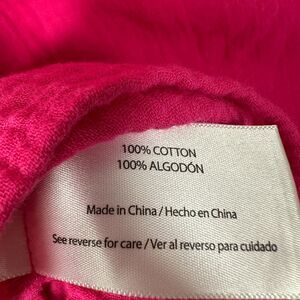 100% COTTON
100% ALGODÓN
Made in China / Hecho en China
See reverse for care / Ver al reverso para cuidado